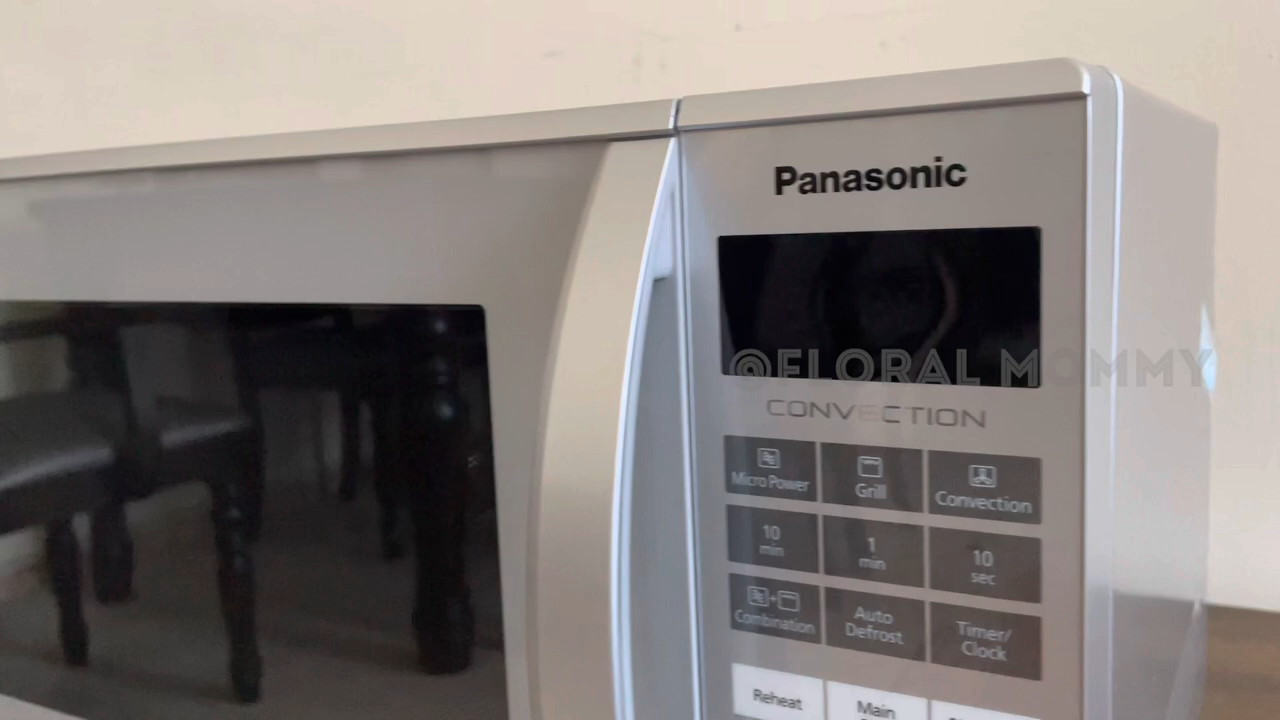 Panasonic
@FLORAL MOMMY
CONVECTION
Micro Power
Grill
Convection
10
min
1
min
10
sec
Combination
Auto
Defrost
Timer/
Clock
Reheat
Main